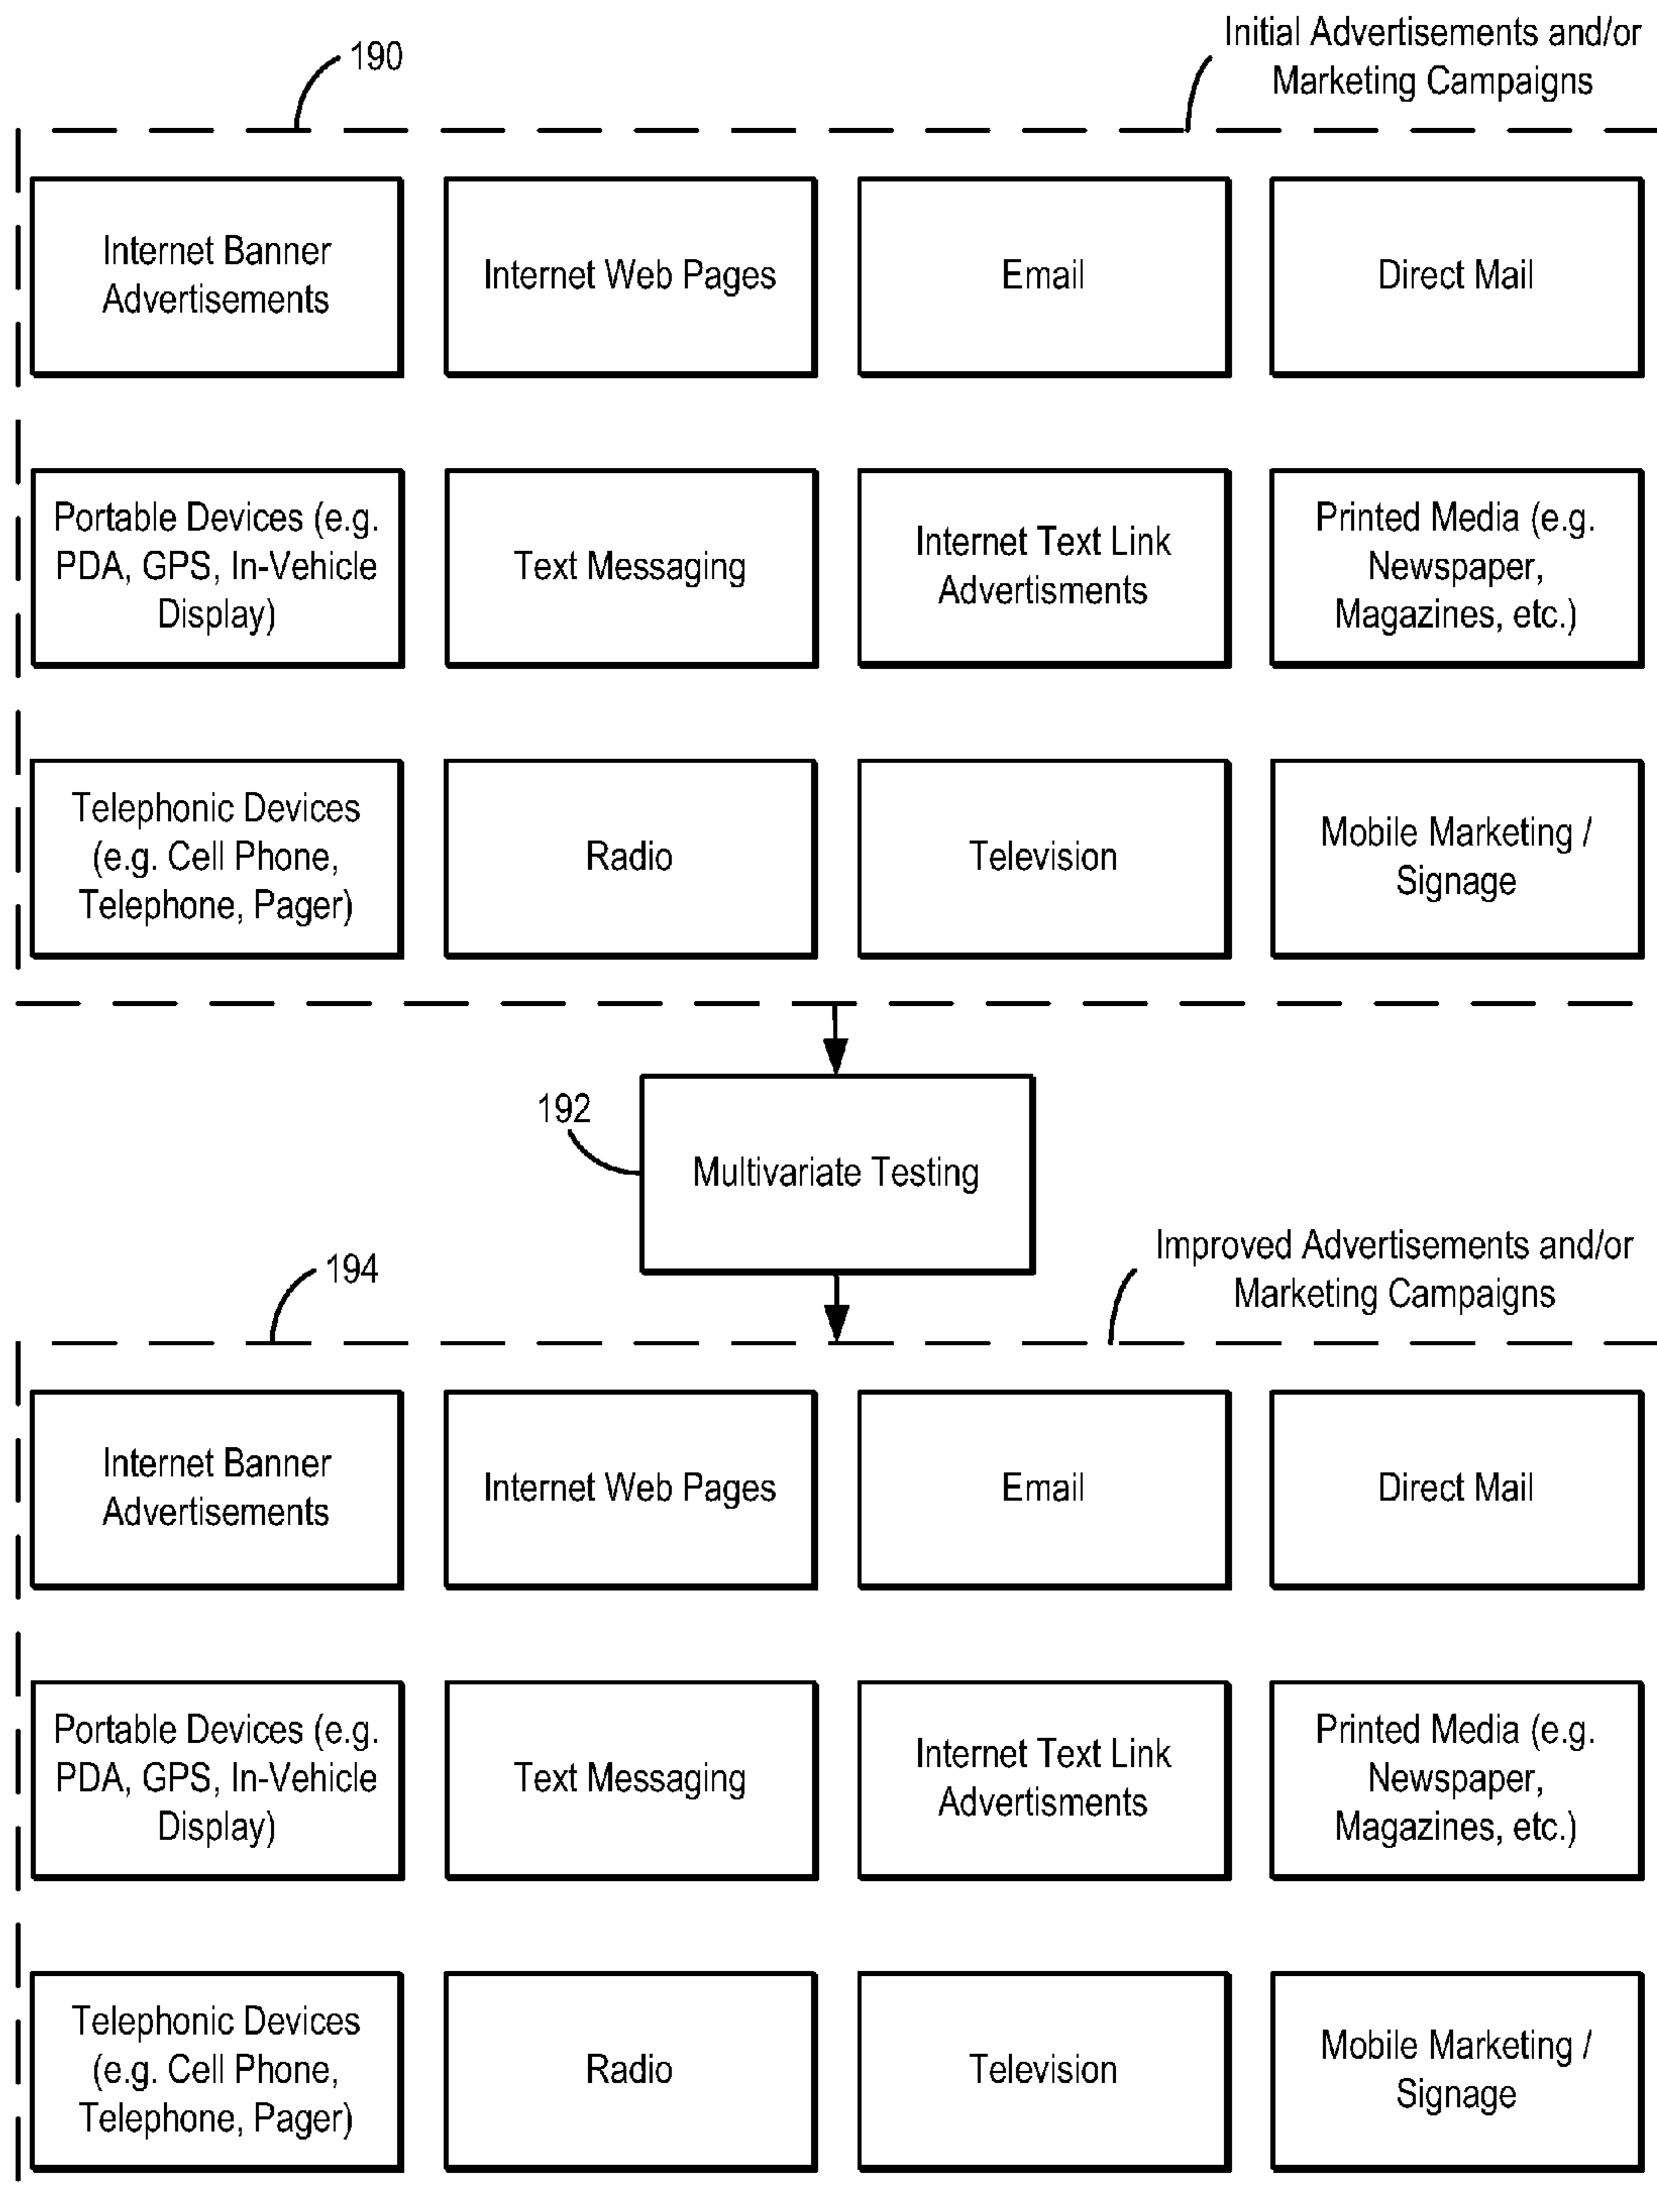 190
Initial Advertisements and/or
Marketing Campaigns
Internet Banner
Advertisements
Internet Web Pages
Email
Direct Mail
Portable Devices (e.g.
PDA, GPS, In-Vehicle
Display)
Text Messaging
Internet Text Link
Advertisments
Printed Media (e.g.
Newspaper,
Magazines, etc.)
Telephonic Devices
(e.g. Cell Phone,
Telephone, Pager)
Radio
Television
Mobile Marketing /
Signage
192
Multivariate Testing
194
Improved Advertisements and/or
Marketing Campaigns
Internet Banner
Advertisements
Internet Web Pages
Email
Direct Mail
Portable Devices (e.g.
PDA, GPS, In-Vehicle
Display)
Text Messaging
Internet Text Link
Advertisments
Printed Media (e.g.
Newspaper,
Magazines, etc.)
Telephonic Devices
(e.g. Cell Phone,
Telephone, Pager)
Radio
Television
Mobile Marketing /
Signage